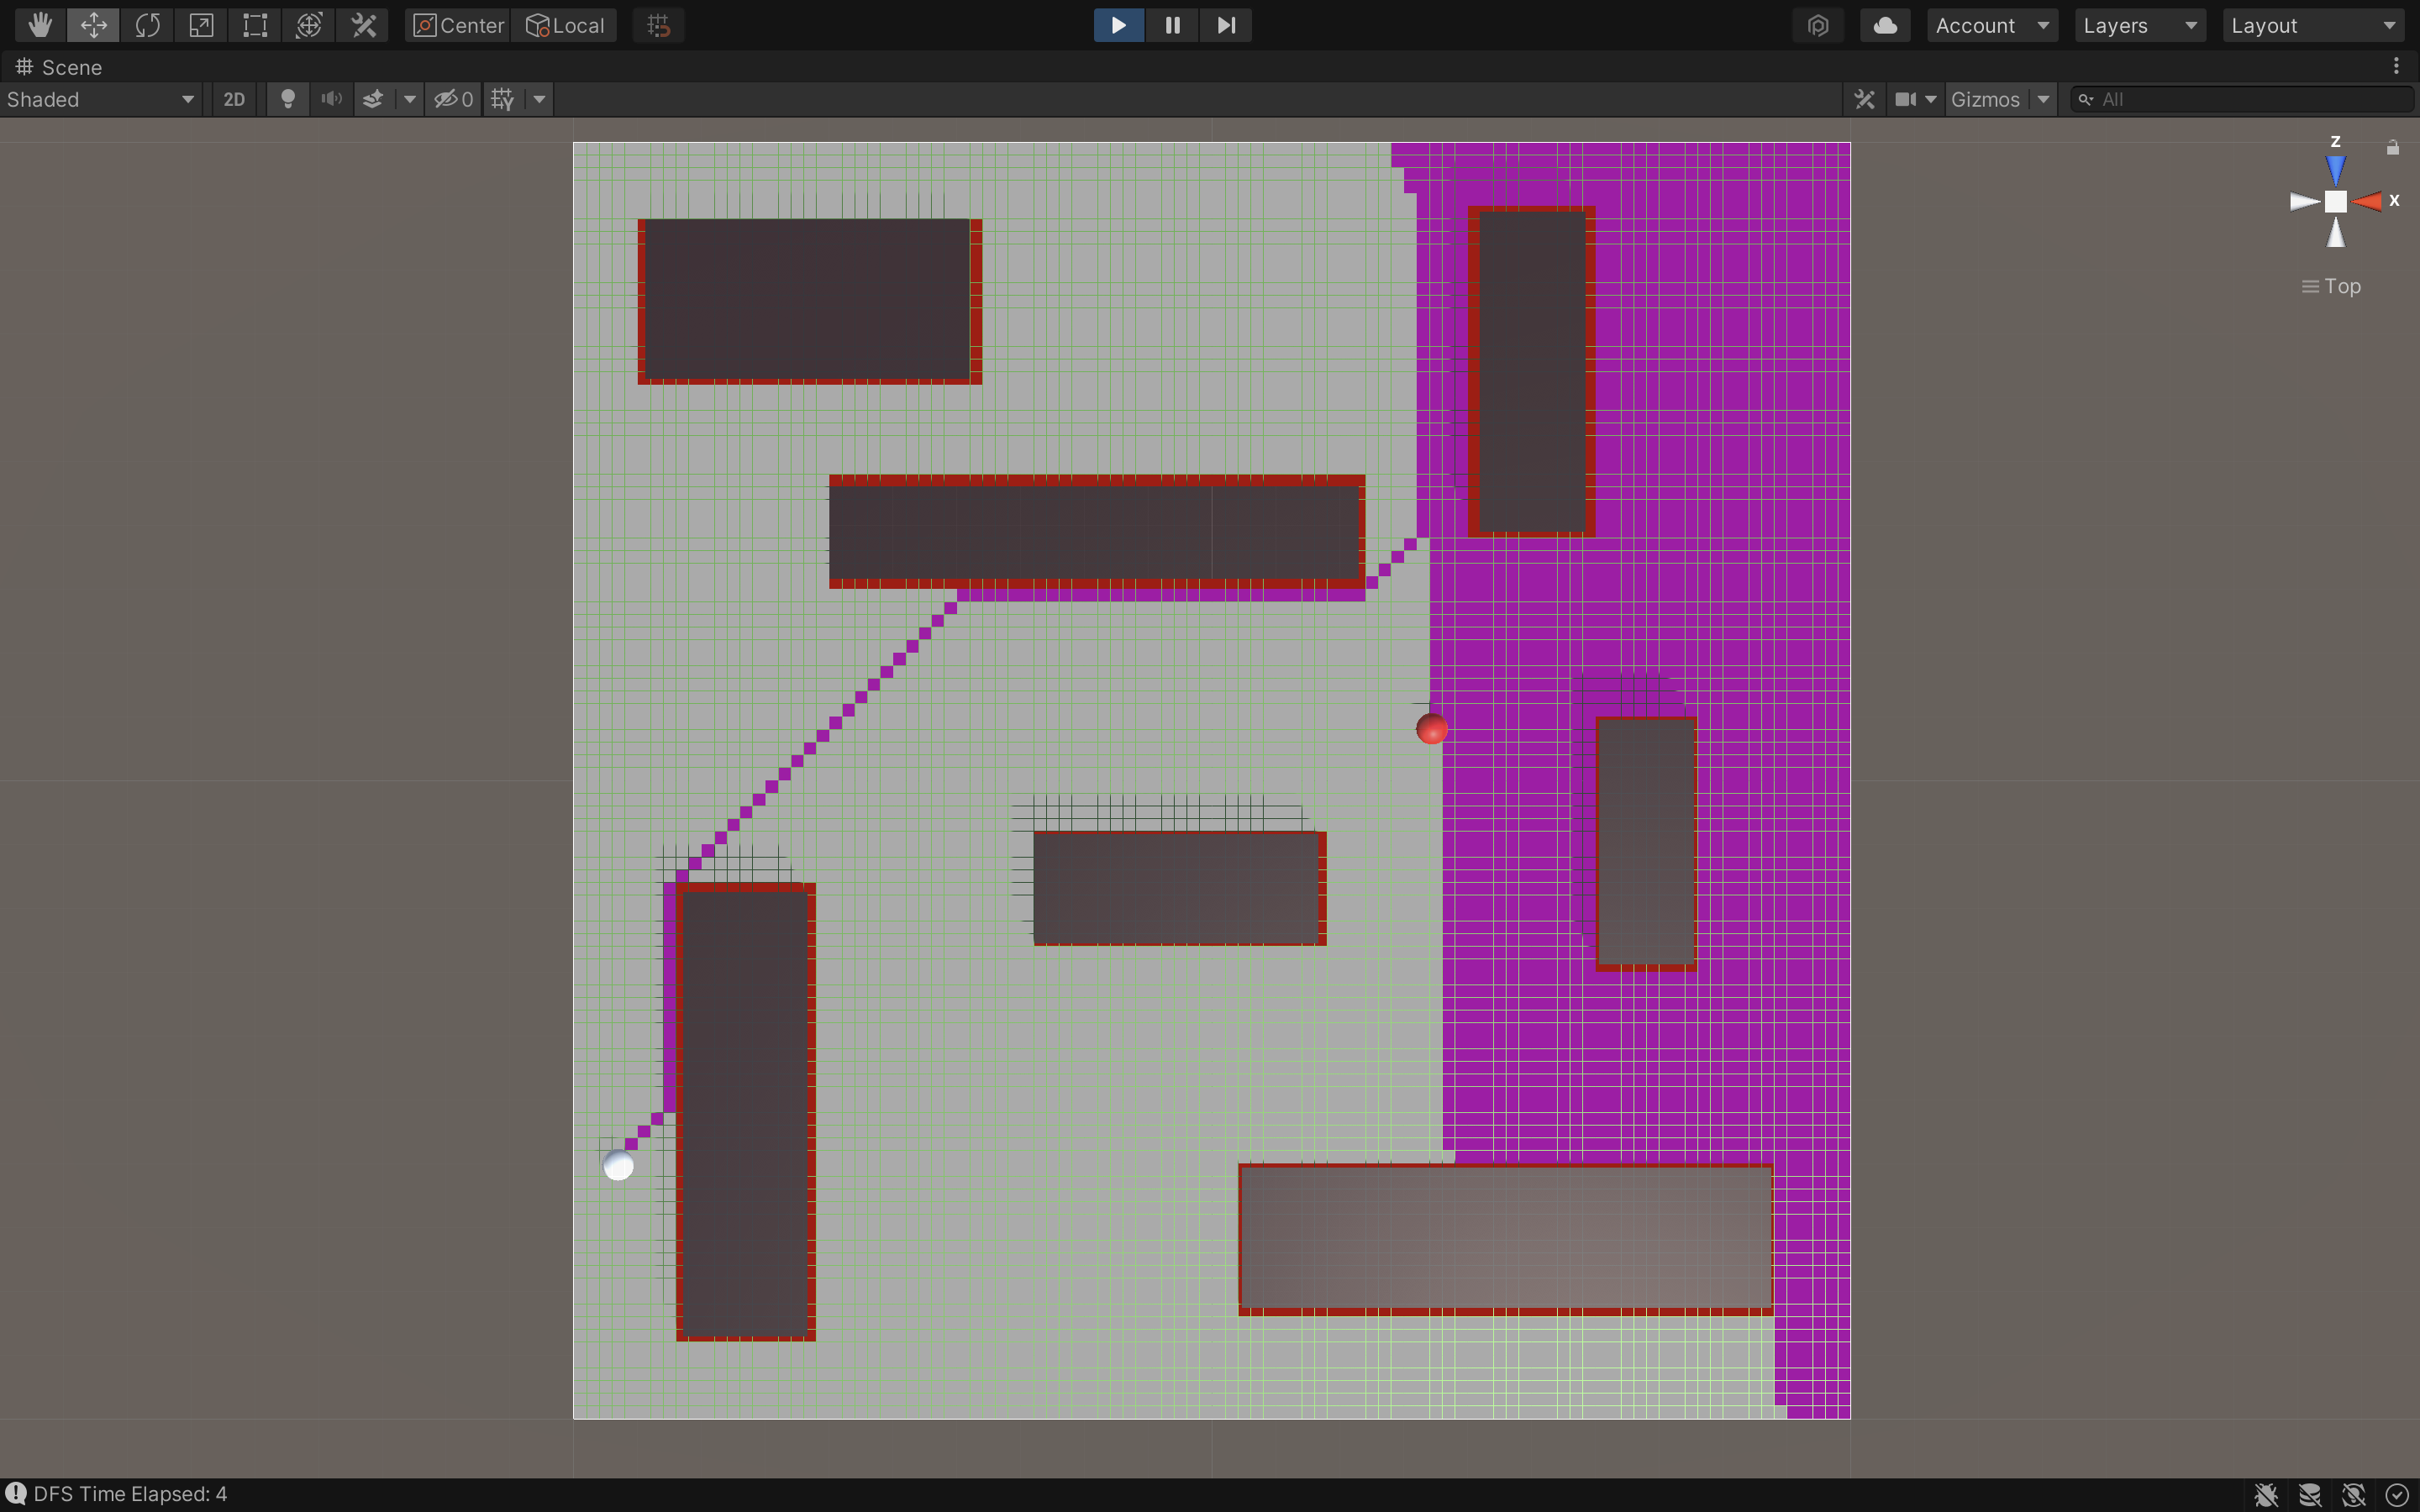 Center Local Account Layers Layout
Scene
Shaded 2D 0 Gizmos All
z
x
Top
DFS Time Elapsed: 4